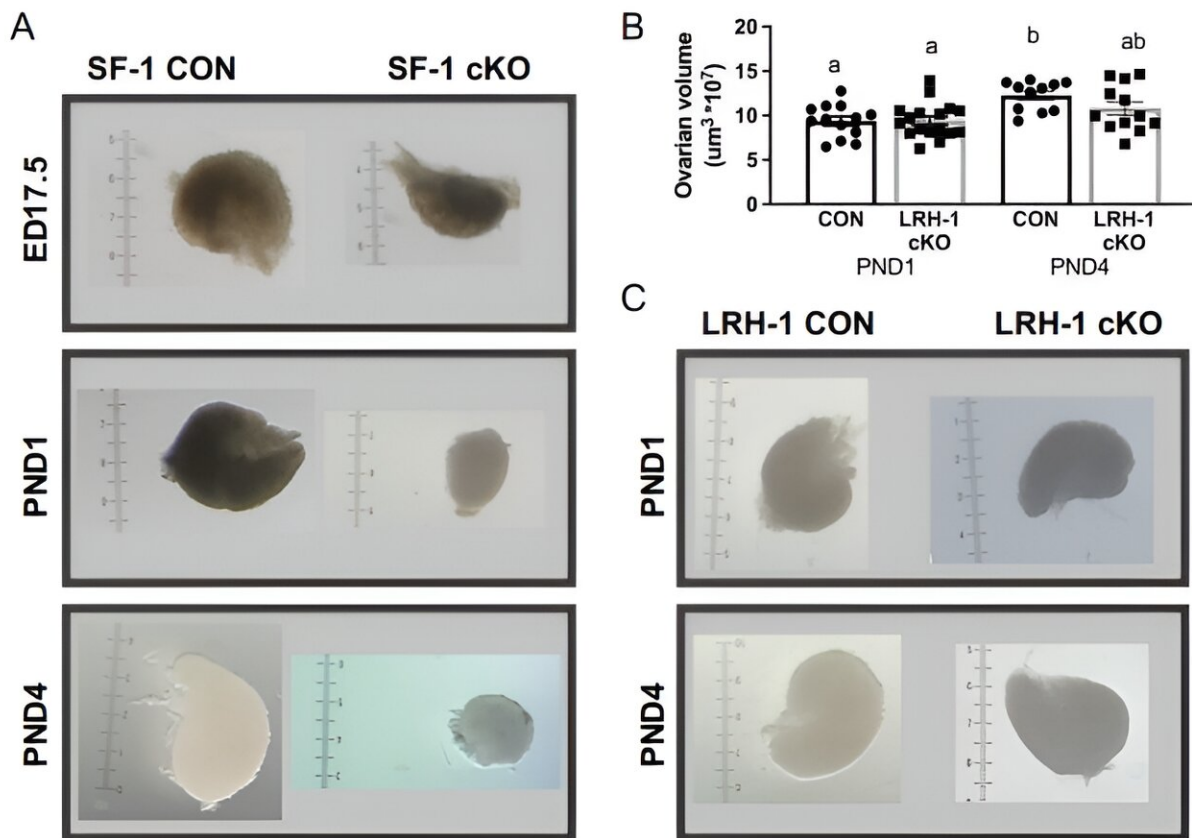 A
SF-1 CON
SF-1 cKO
ED17.5
PND1
PND4
B
Ovarian volume
(um³ *10⁷)
20
15
10
5
0
a
a
b
ab
CON
LRH-1
cKO
CON
LRH-1
cKO
PND1
PND4
C
LRH-1 CON
LRH-1 cKO
PND1
PND4